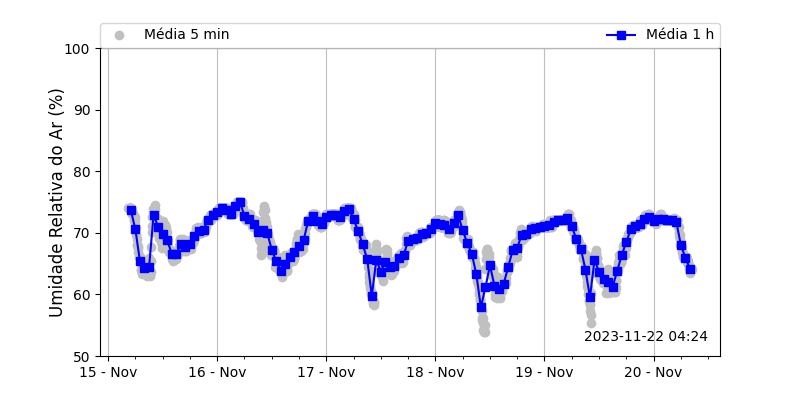 Média 5 min
Média 1 h
Umidade Relativa do Ar (%)
100
90
80
70
60
50
2023-11-22 04:24
15 - Nov
16 - Nov
17 - Nov
18 - Nov
19 - Nov
20 - Nov